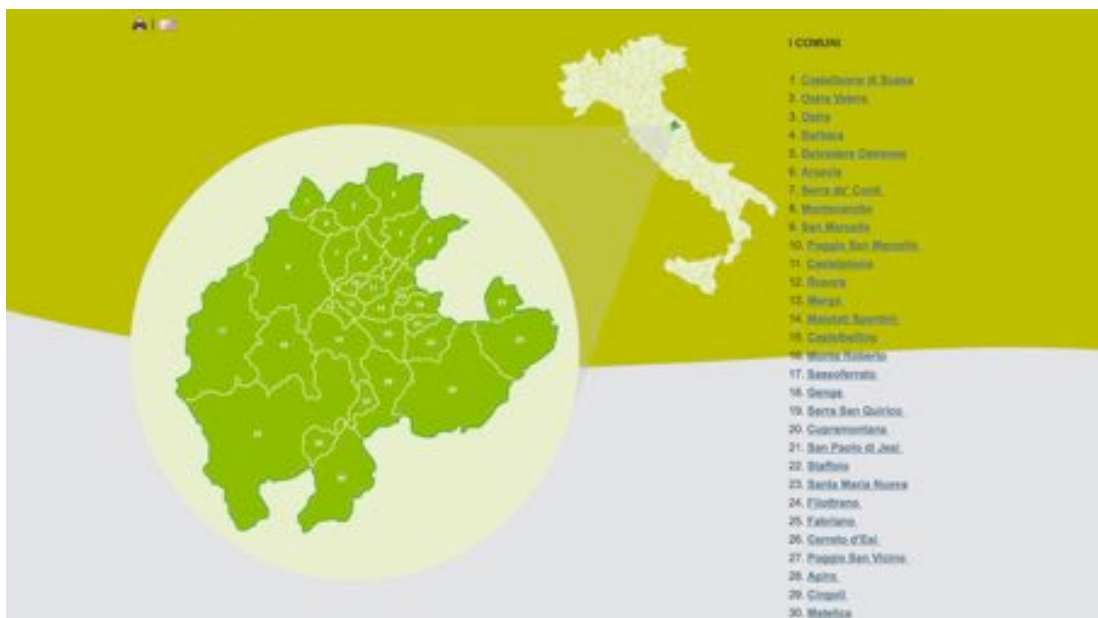 I COMUNI
1. Castelleone di Suasa
2. Ostra Vetere
3. Ostra
4. Barbara
5. Belvedere Ostrense
6. Arcevia
7. Serra de' Conti
8. Montecarotto
9. San Marcello
10. Poggio San Marcello
11. Castelplanio
12. Rosora
13. Mergo
14. Maiolati Spontini
15. Castelbellino
16. Monte Roberto
17. Sassoferrato
18. Genga
19. Serra San Quirico
20. Cupramontana
21. San Paolo di Jesi
22. Staffolo
23. Santa Maria Nuova
24. Filottrano
25. Fabriano
26. Cerreto d'Esi
27. Poggio San Vicino
28. Apiro
29. Cingoli
30. Matelica